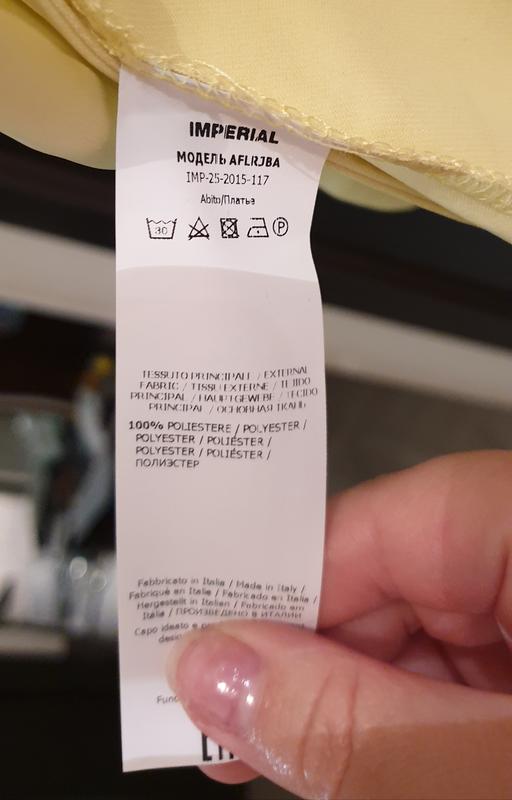 IMPERIAL
МОДЕЛЬ AFLRJBA
IMP-25-2015-117
Abito/Платье
30 P
TESSUTO PRINCIPALE / EXTERNAL
FABRIC / TISSU EXTERNE / TEJIDO
PRINCIPAL / HAUPTGEWEBE / TECIDO
PRINCIPAL / ОСНОВНАЯ ТКАНЬ
100% POLIESTERE / POLYESTER /
POLYESTER / POLIÉSTER /
POLYESTER / POLIÉSTER /
ПОЛИЭСТЕР
Fabbricato in Italia / Made in Italy /
Fabriqué en Italie / Fabricado en Italia /
Hergestellt in Italien / Fabricado em
Italia / ПРОИЗВЕДЕНО В ИТАЛИИ
Capo ideato e